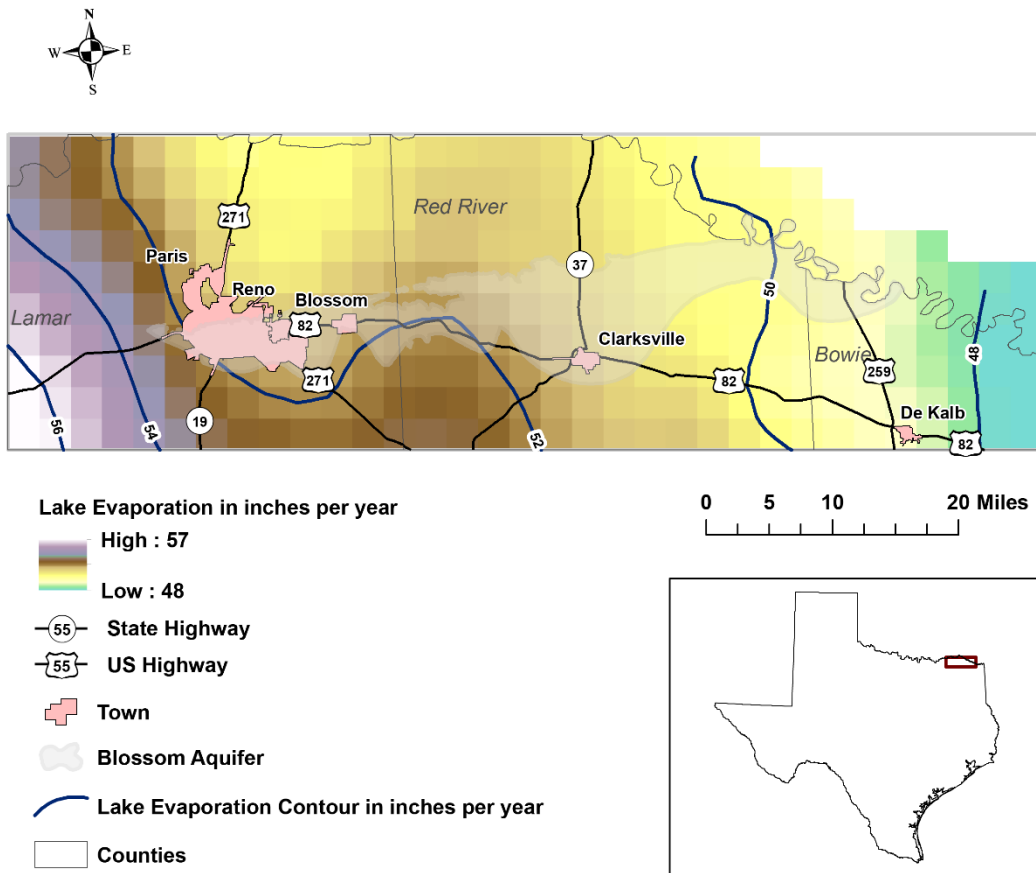 N
W E
S
Red River
271
Paris
37
Reno
50
Blossom
Lamar
82
Clarksville
Bowie
48
271
82
259
56
54
19
52
De Kalb
82
Lake Evaporation in inches per year
High : 57
Low : 48
55 State Highway
55 US Highway
Town
Blossom Aquifer
Lake Evaporation Contour in inches per year
Counties
0 5 10 20 Miles